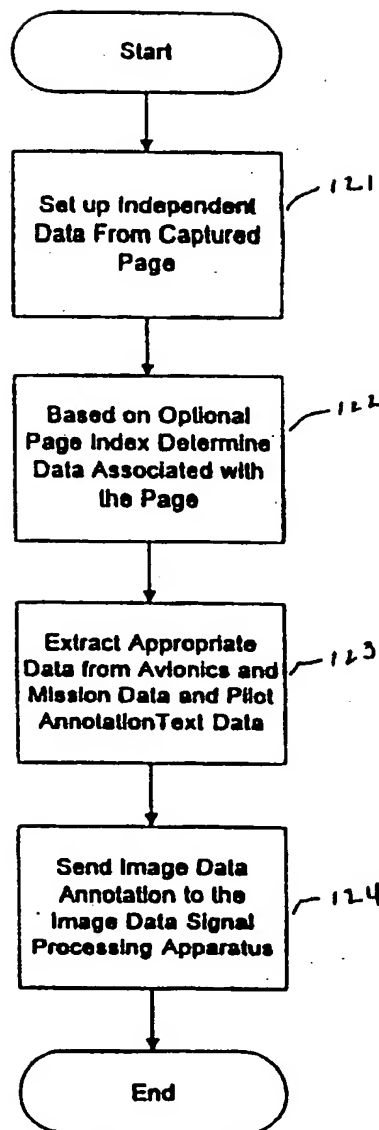 Start
Set up Independent
Data From Captured
Page
121
Based on Optional
Page Index Determine
Data Associated with
the Page
122
Extract Appropriate
Data from Avionics and
Mission Data and Pilot
AnnotationText Data
123
Send Image Data
Annotation to the
Image Data Signal
Processing Apparatus
124
End